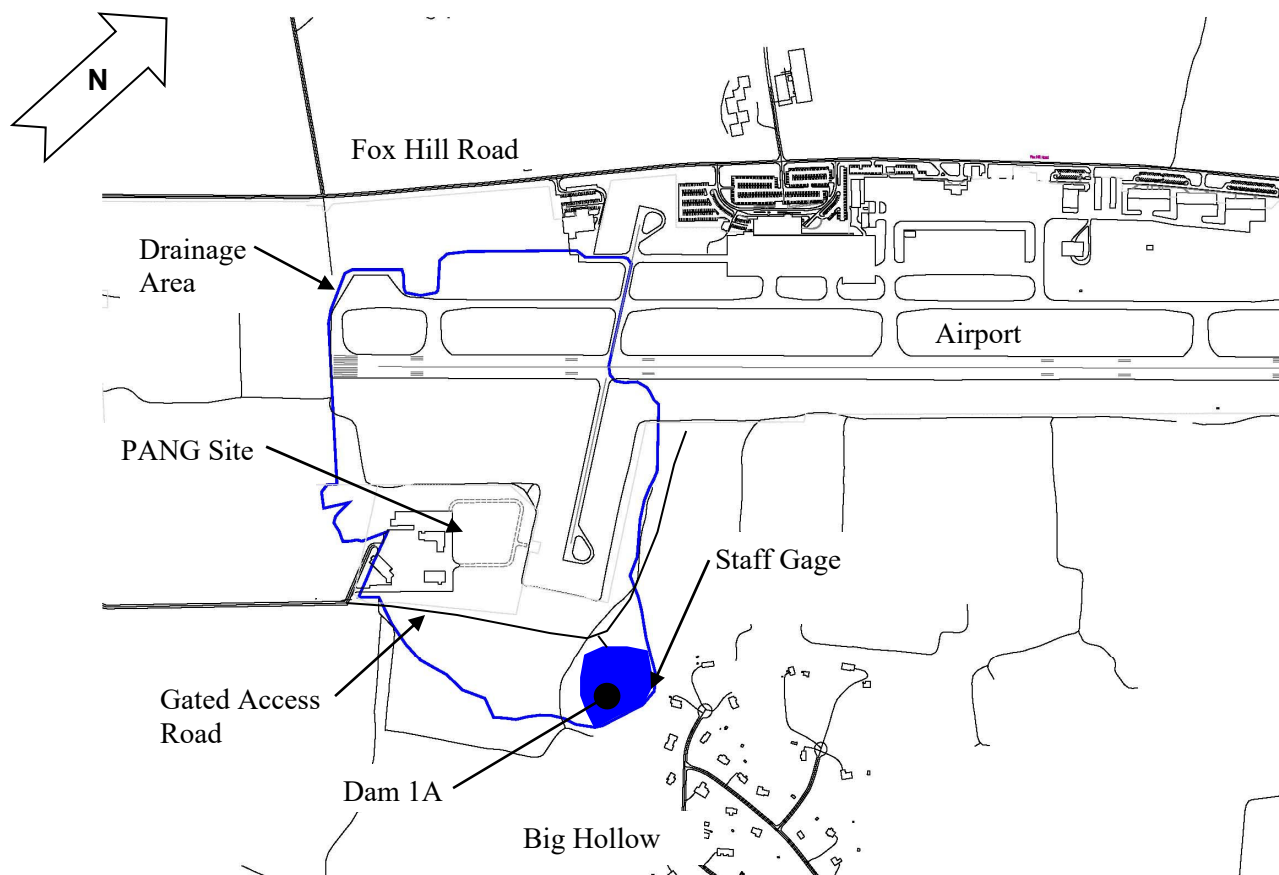 N
Fox Hill Road
Drainage
Area
Airport
PANG Site
Staff Gage
Gated Access
Road
Dam 1A
Big Hollow